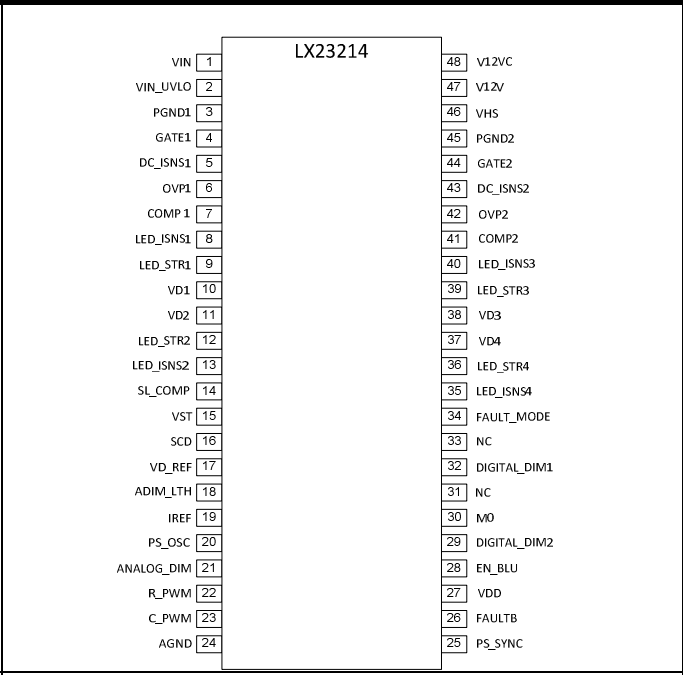 LX23214
VIN 1 48 V12VC
VIN_UVLO 2 47 V12V
PGND1 3 46 VHS
GATE1 4 45 PGND2
DC_ISNS1 5 44 GATE2
OVP1 6 43 DC_ISNS2
COMP 1 7 42 OVP2
LED_ISNS1 8 41 COMP2
LED_STR1 9 40 LED_ISNS3
VD1 10 39 LED_STR3
VD2 11 38 VD3
LED_STR2 12 37 VD4
LED_ISNS2 13 36 LED_STR4
SL_COMP 14 35 LED_ISNS4
VST 15 34 FAULT_MODE
SCD 16 33 NC
VD_REF 17 32 DIGITAL_DIM1
ADIM_LTH 18 31 NC
IREF 19 30 M0
PS_OSC 20 29 DIGITAL_DIM2
ANALOG_DIM 21 28 EN_BLU
R_PWM 22 27 VDD
C_PWM 23 26 FAULTB
AGND 24 25 PS_SYNC